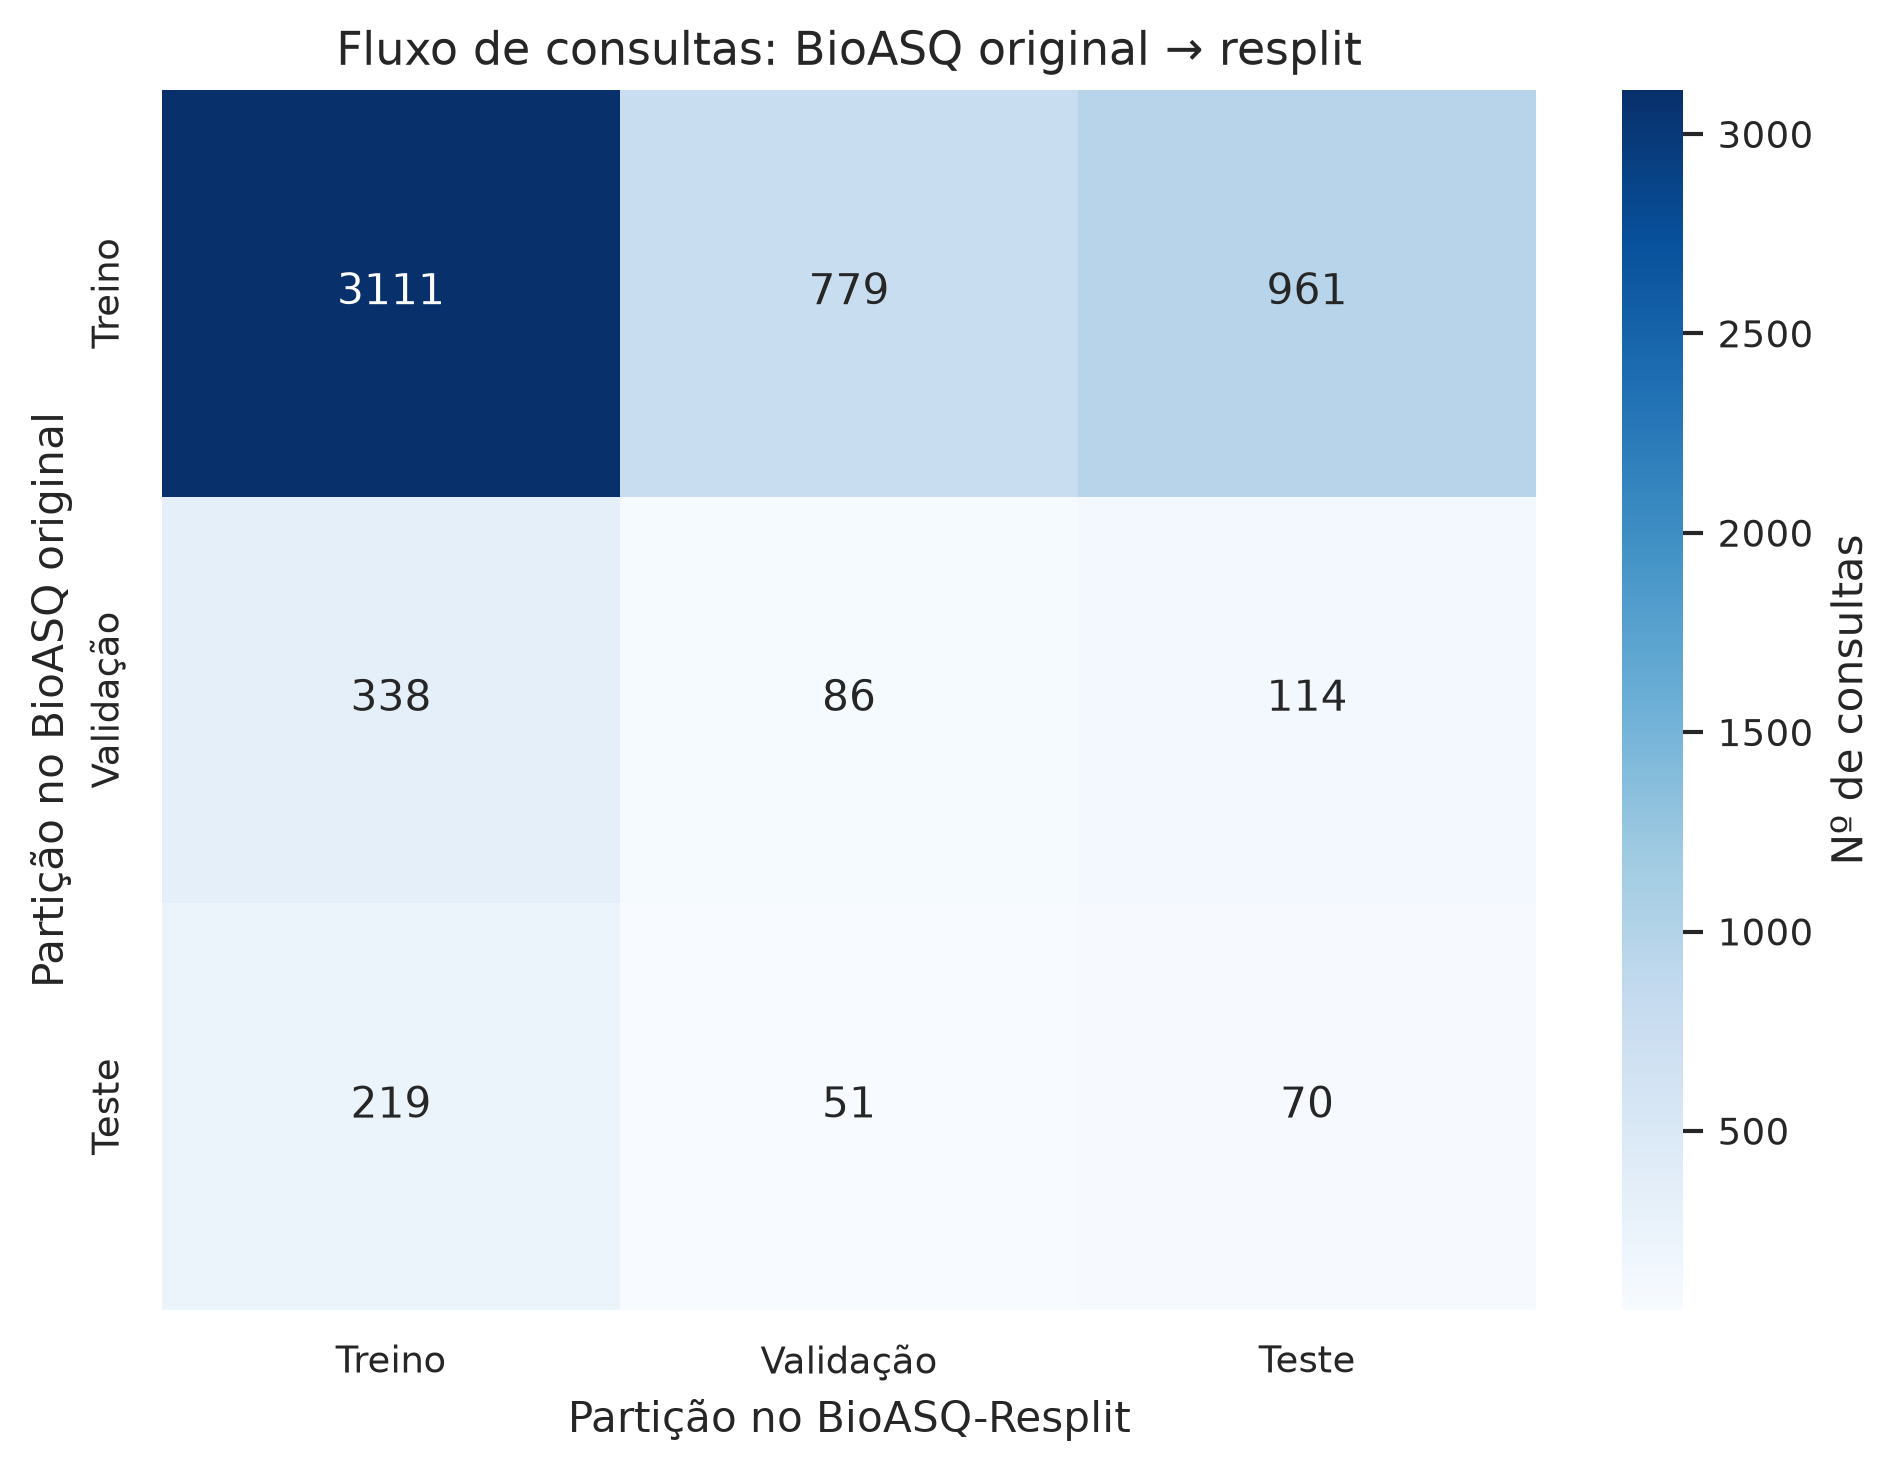 Fluxo de consultas: BioASQ original → resplit
Partição no BioASQ original
Treino
3111
779
961
Validação
338
86
114
Teste
219
51
70
Treino
Validação
Teste
Partição no BioASQ-Resplit
3000
2500
2000
1500
1000
500
Nº de consultas